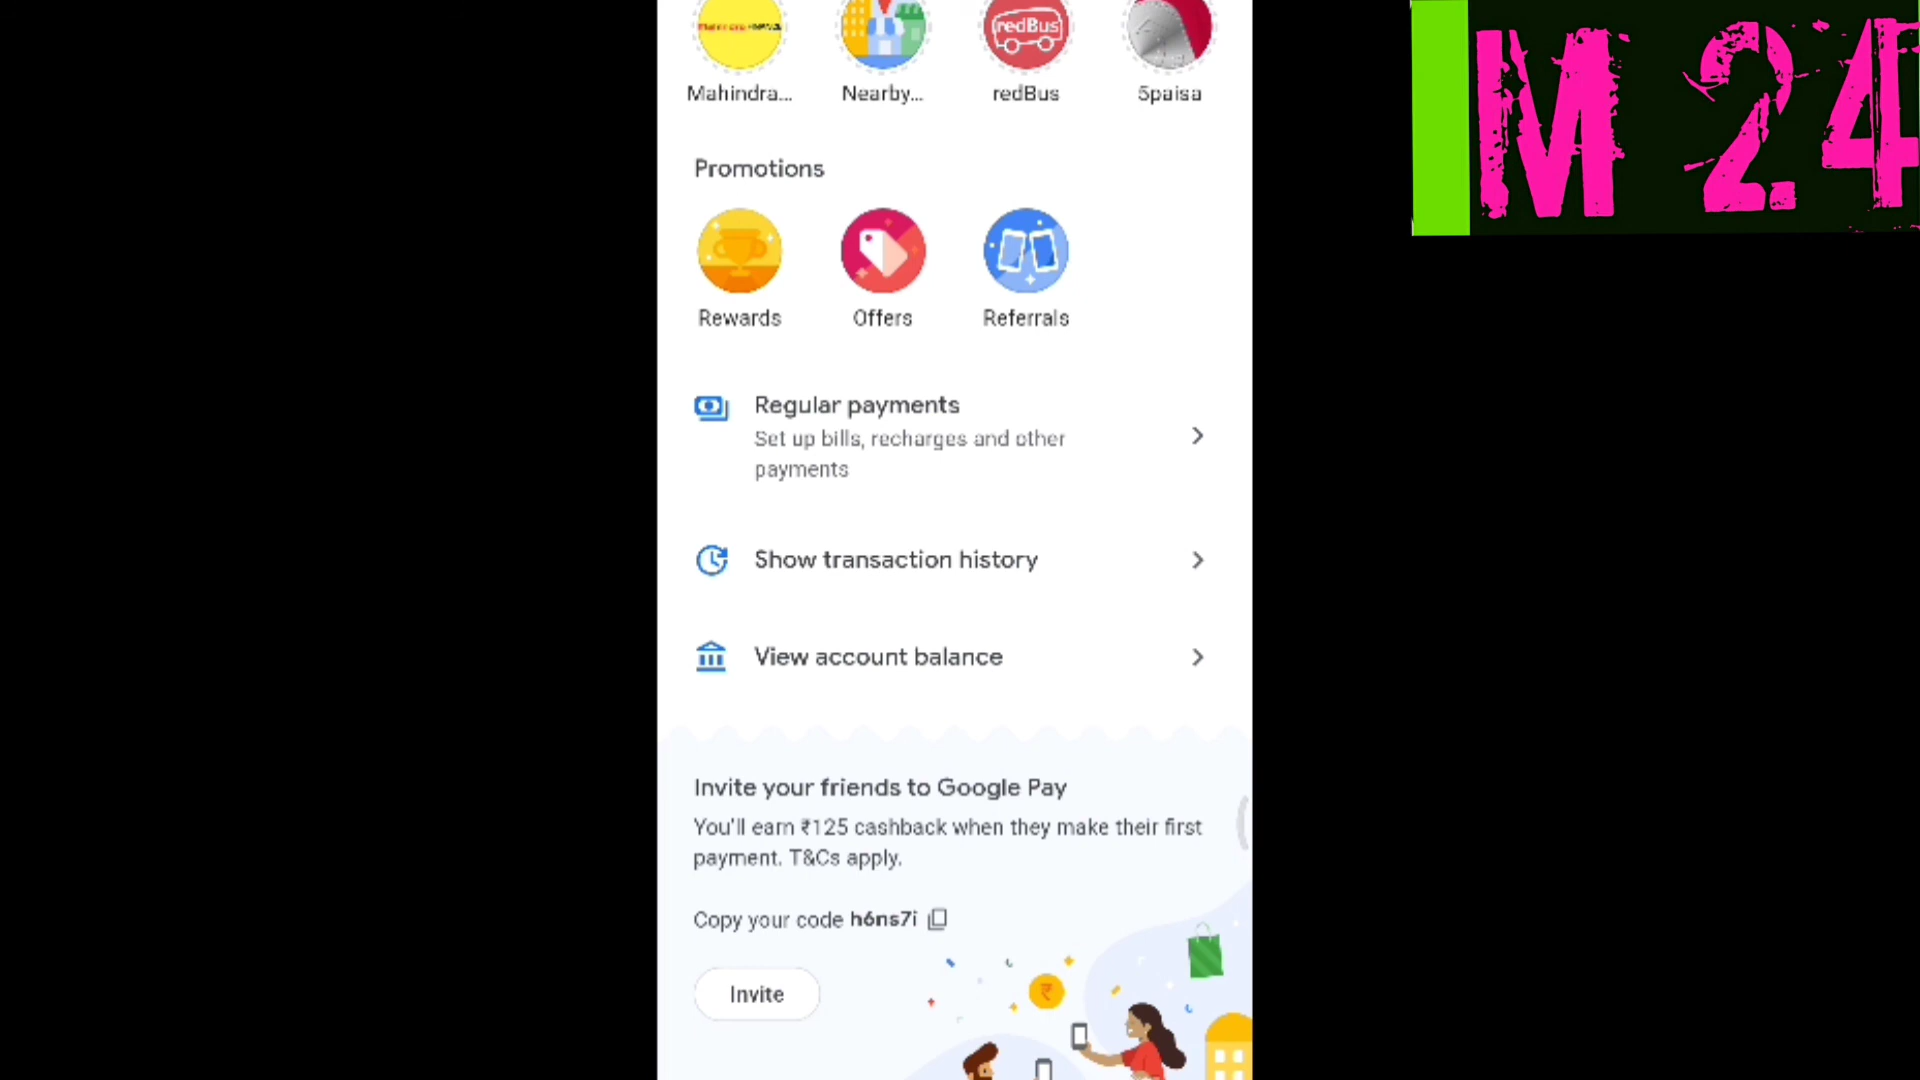 M 24
redBus
Mahindra...
Nearby...
redBus
5paisa
Promotions
Rewards
Offers
Referrals
Regular payments
Set up bills, recharges and other
payments
Show transaction history
View account balance
Invite your friends to Google Pay
You'll earn ₹125 cashback when they make their first
payment. T&Cs apply.
Copy your code h6ns7i
Invite
₹